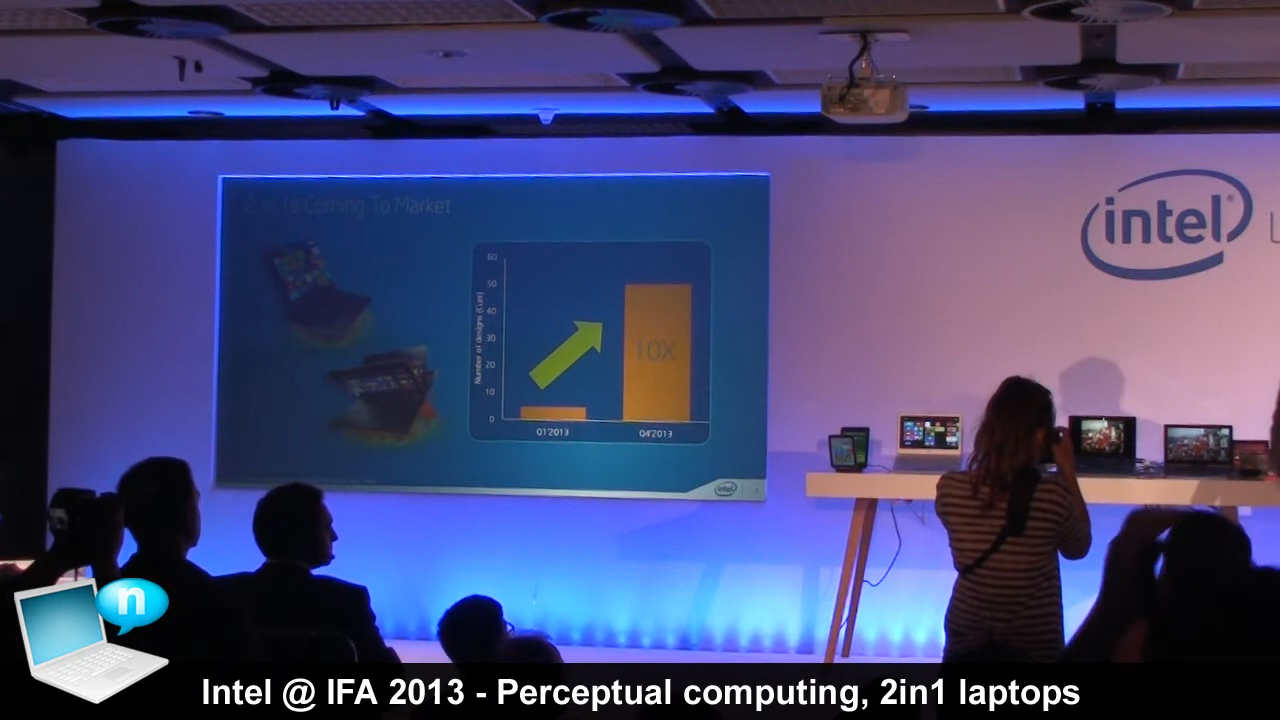 2 in 1s Coming To Market
intel
60
50
40
30
20
10
0
Number of designs (Cum)
10X
Q1'2013
Q4'2013
intel
n
Intel @ IFA 2013 - Perceptual computing, 2in1 laptops